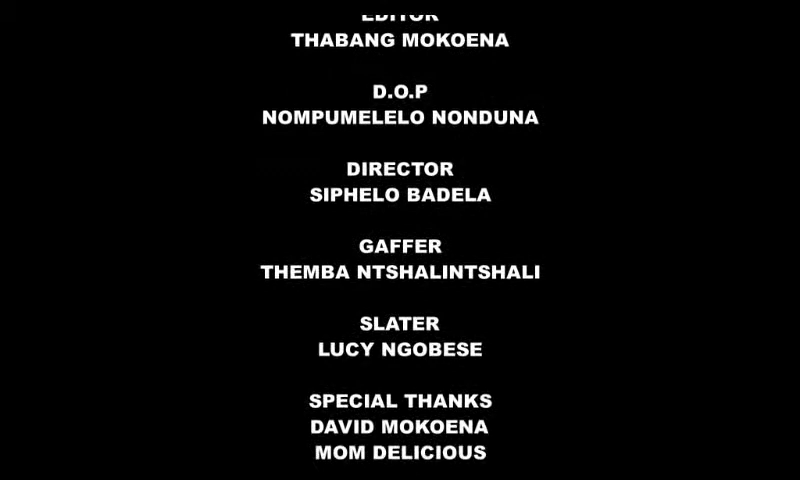 EDITOR
THABANG MOKOENA
D.O.P
NOMPUMELELO NONDUNA
DIRECTOR
SIPHELO BADELA
GAFFER
THEMBA NTSHALINTSHALI
SLATER
LUCY NGOBESE
SPECIAL THANKS
DAVID MOKOENA
MOM DELICIOUS